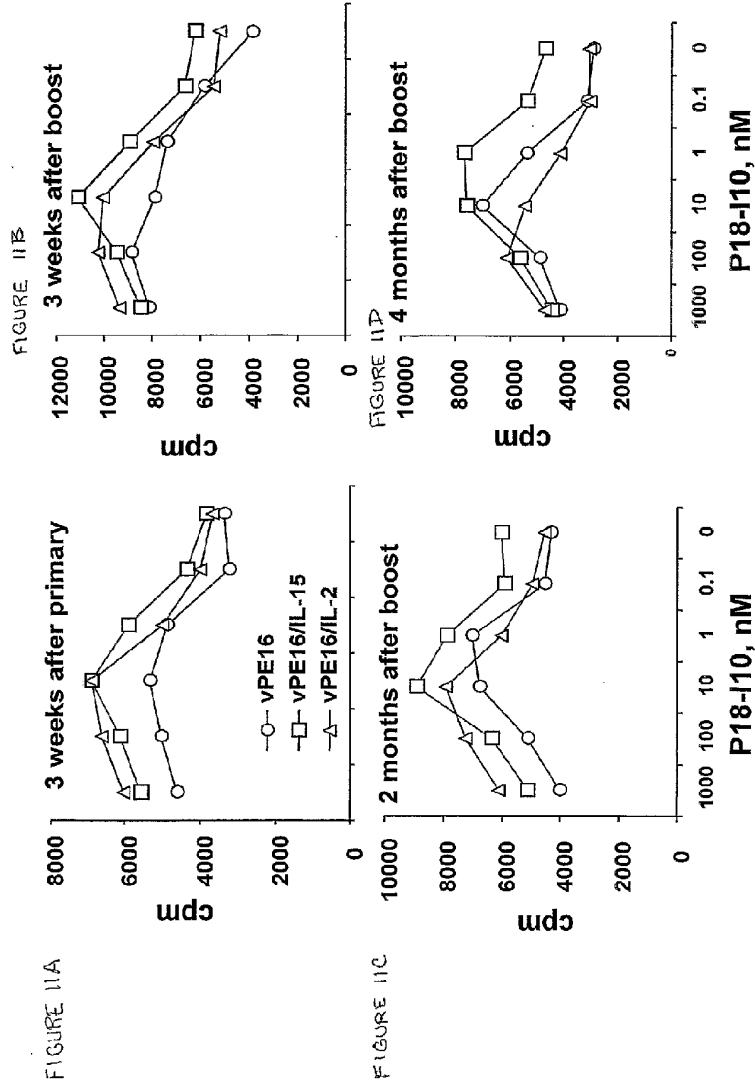 FIGURE 11A
3 weeks after primary
8000
6000
4000
2000
0
cpm
vPE16
vPE16/IL-15
vPE16/IL-2
FIGURE 11B
3 weeks after boost
12000
10000
8000
6000
4000
2000
0
cpm
FIGURE 11C
2 months after boost
10000
8000
6000
4000
2000
0
cpm
1000 100 10 1 0.1 0
P18-I10, nM
FIGURE 11D
4 months after boost
10000
8000
6000
4000
2000
0
cpm
1000 100 10 1 0.1 0
P18-I10, nM